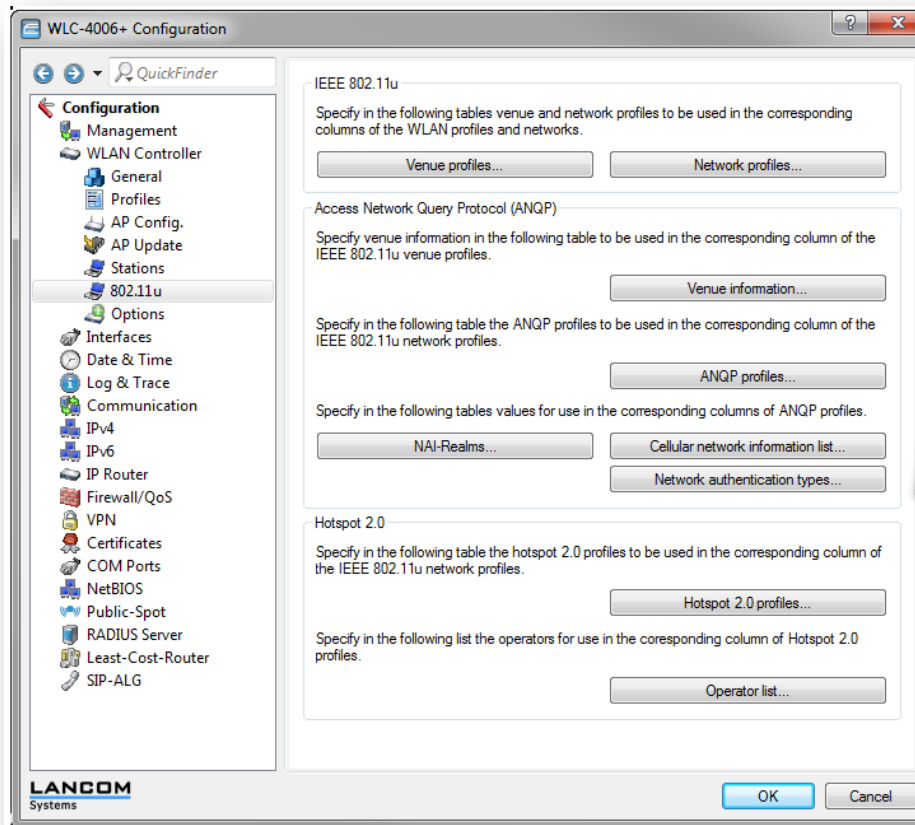 WLC-4006+ Configuration
QuickFinder
Configuration
Management
WLAN Controller
General
Profiles
AP Config.
AP Update
Stations
802.11u
Options
Interfaces
Date & Time
Log & Trace
Communication
IPv4
IPv6
IP Router
Firewall/QoS
VPN
Certificates
COM Ports
NetBIOS
Public-Spot
RADIUS Server
Least-Cost-Router
SIP-ALG
IEEE 802.11u
Specify in the following tables venue and network profiles to be used in the corresponding
columns of the WLAN profiles and networks.
Venue profiles... Network profiles...
Access Network Query Protocol (ANQP)
Specify venue information in the following table to be used in the corresponding column of the
IEEE 802.11u venue profiles.
Venue information...
Specify in the following table the ANQP profiles to be used in the corresponding column of the
IEEE 802.11u network profiles.
ANQP profiles...
Specify in the following tables values for use in the corresponding columns of ANQP profiles.
NAI-Realms... Cellular network information list...
Network authentication types...
Hotspot 2.0
Specify in the following table the hotspot 2.0 profiles to be used in the corresponding column of
the IEEE 802.11u network profiles.
Hotspot 2.0 profiles...
Specify in the following list the operators for use in the coresponding column of Hotspot 2.0
profiles.
Operator list...
LANCOM
Systems
OK Cancel